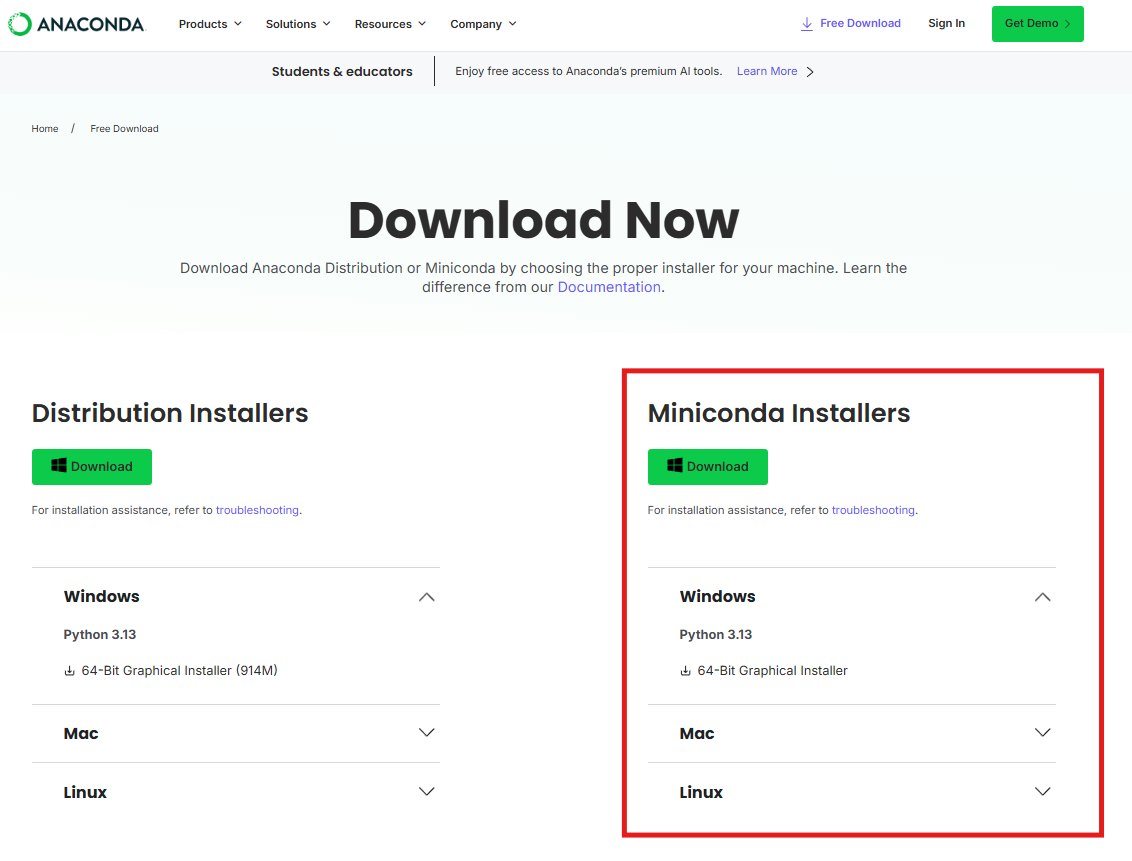 ANACONDA
Products
Solutions
Resources
Company
Free Download
Sign In
Get Demo
Students & educators
Enjoy free access to Anaconda's premium AI tools. Learn More
Home / Free Download
Download Now
Download Anaconda Distribution or Miniconda by choosing the proper installer for your machine. Learn the
difference from our Documentation.
Distribution Installers
Download
For installation assistance, refer to troubleshooting.
Windows
Python 3.13
64-Bit Graphical Installer (914M)
Mac
Linux
Miniconda Installers
Download
For installation assistance, refer to troubleshooting.
Windows
Python 3.13
64-Bit Graphical Installer
Mac
Linux